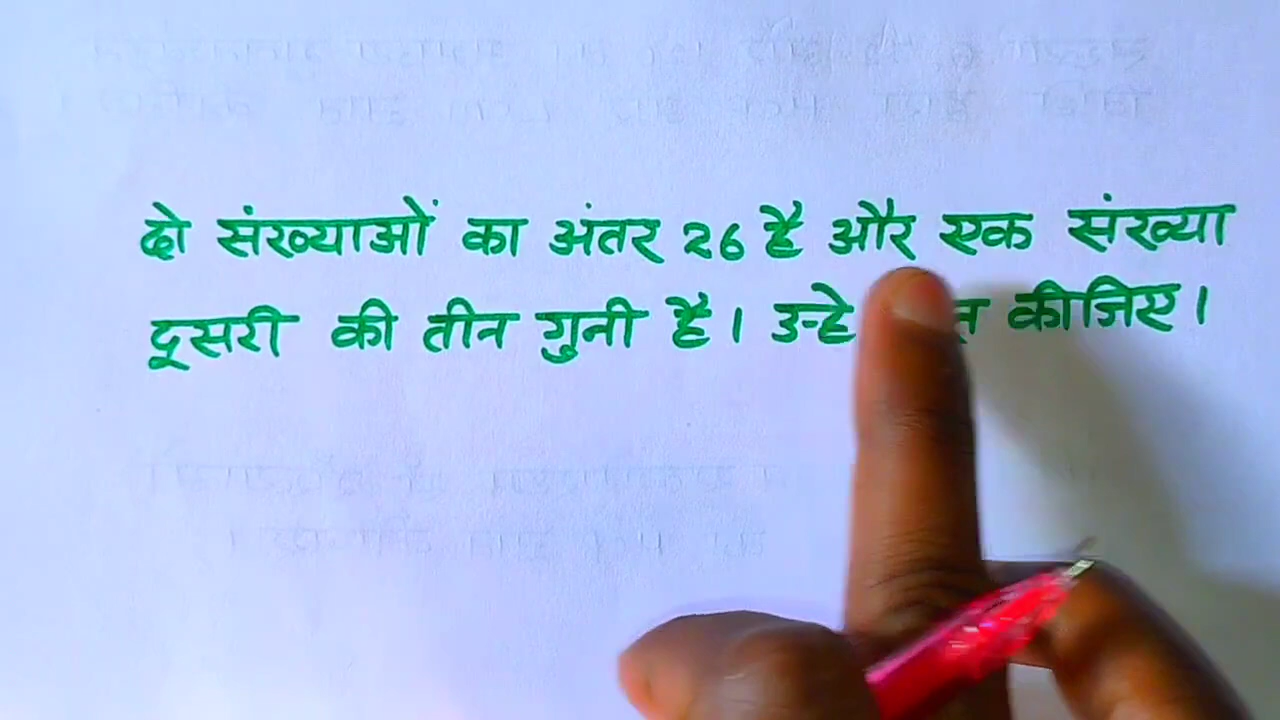 दो संख्याओं का अंतर 26 है और एक संख्या
दूसरी की तीन गुनी है। उन्हे कीजिए।